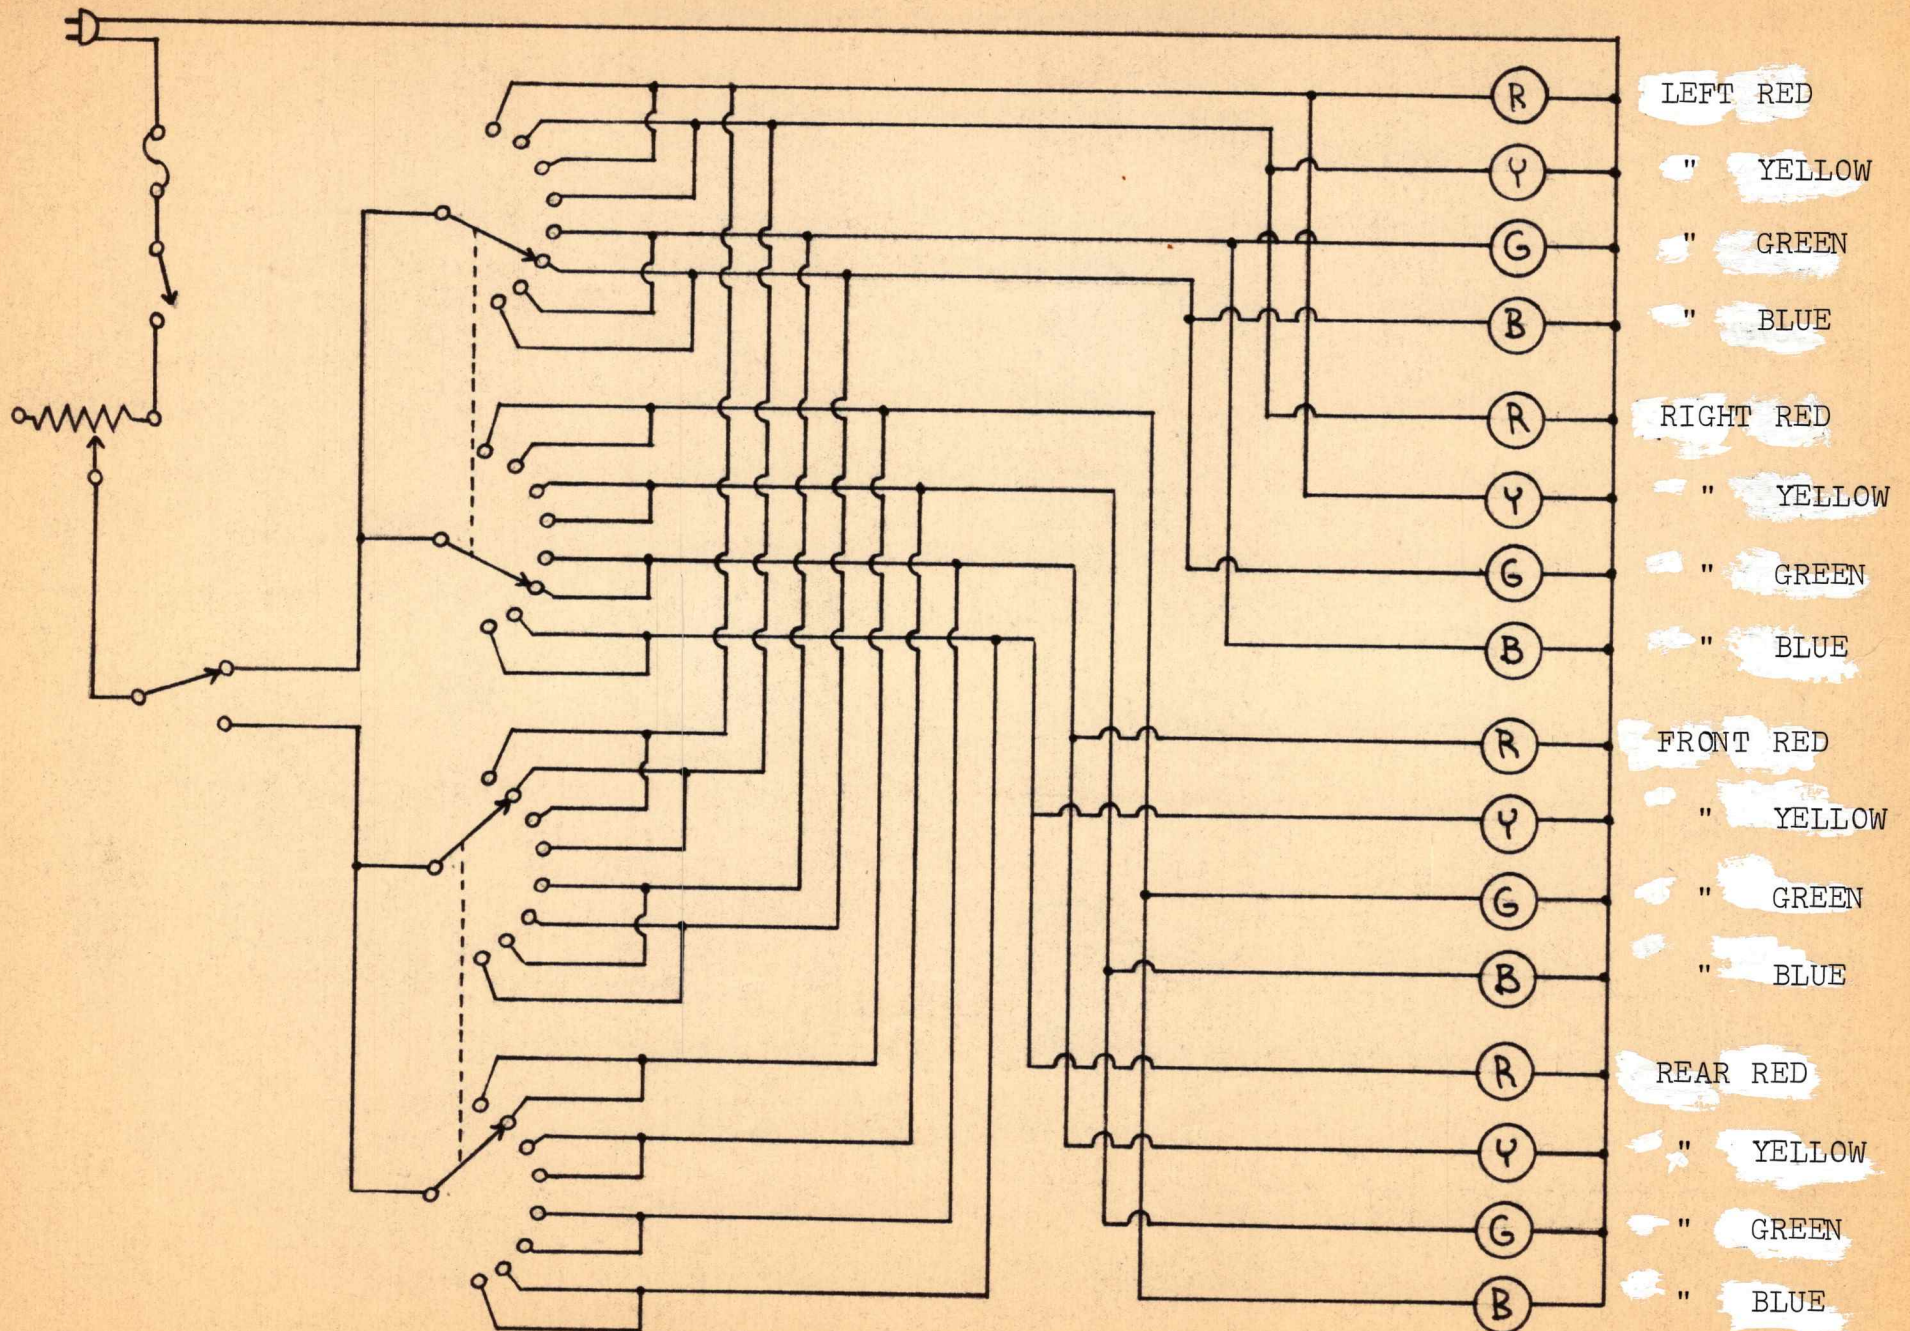 R LEFT RED
Y " YELLOW
G " GREEN
B " BLUE
R RIGHT RED
Y " YELLOW
G " GREEN
B " BLUE
R FRONT RED
Y " YELLOW
G " GREEN
B " BLUE
R REAR RED
Y " YELLOW
G " GREEN
B " BLUE